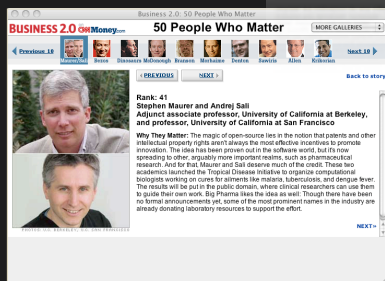 Business 2.0: 50 People Who Matter
BUSINESS 2.0 CNNMoney.com 50 People Who Matter MORE GALLERIES
Previous 10 Maurer/Sali Bezos Dinosaurs McDonough Branson Morhaime Denton Sawiris Allen Kvikorian Next 10
‹ PREVIOUS NEXT › Back to story
Rank: 41
Stephen Maurer and Andrej Sali
Adjunct associate professor, University of California at Berkeley,
and professor, University of California at San Francisco
Why They Matter: The magic of open-source lies in the notion that patents and other
intellectual property rights aren't always the most effective incentives to promote
innovation. The idea has been proven out in the software world, but it's now
spreading to other, arguably more important realms, such as pharmaceutical
research. And for that, Maurer and Sali deserve much of the credit. These two
academics launched the Tropical Disease Initiative to organize computational
biologists working on cures for ailments like malaria, tuberculosis, and dengue fever.
The results will be put in the public domain, where clinical researchers can use them
to guide their own work. Big Pharma likes the idea as well: Though there have been
no formal announcements yet, some of the most prominent names in the industry are
already donating laboratory resources to support the effort.
NEXT»
PHOTOS: U.C. BERKELEY; U.C. SAN FRANCISCO